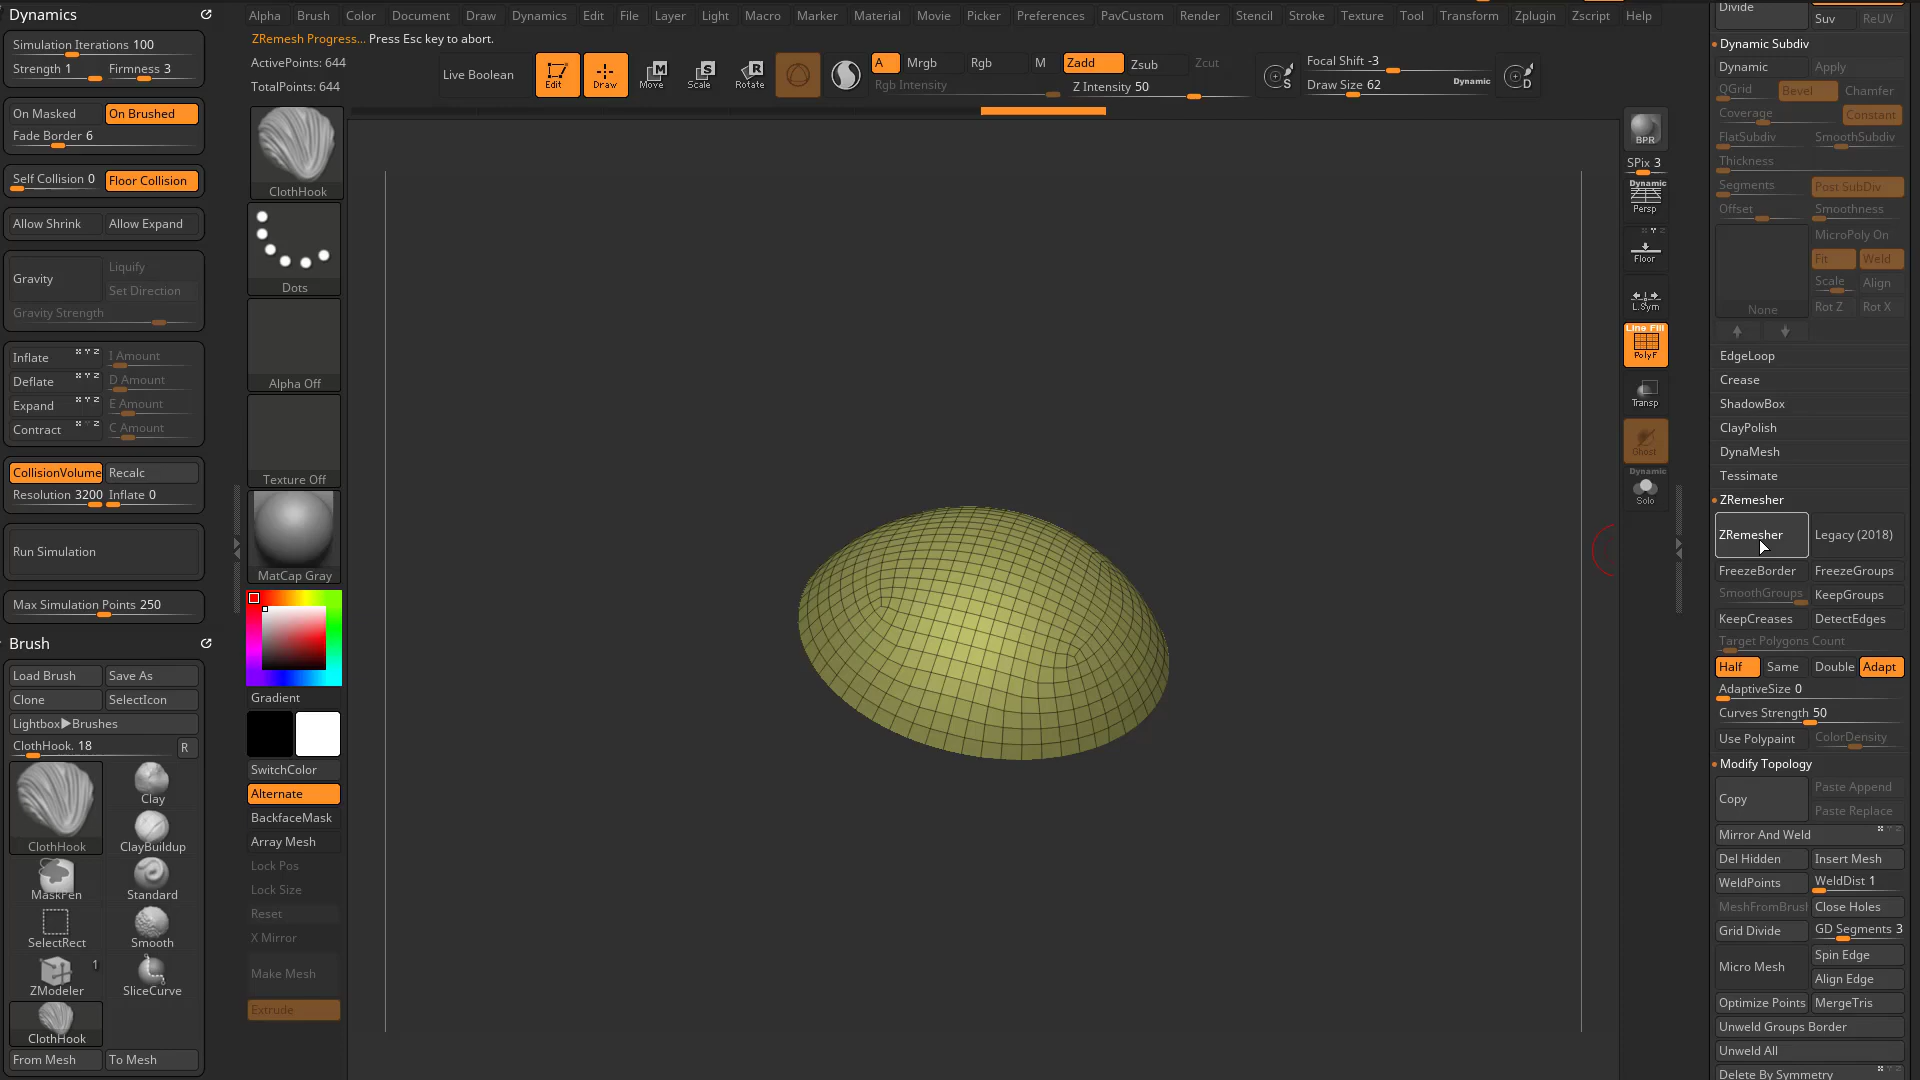 Dynamics
Simulation Iterations 100
Strength 1 Firmness 3
On Masked On Brushed
Fade Border 6
Self Collision 0 Floor Collision
Allow Shrink Allow Expand
Gravity Liquify
Set Direction
Gravity Strength
Inflate I Amount
Deflate D Amount
Expand E Amount
Contract C Amount
CollisionVolume Recalc
Resolution 3200 Inflate 0
Run Simulation
Max Simulation Points 250
Brush
Load Brush Save As
Clone SelectIcon
Lightbox▶Brushes
ClothHook. 18 R
ClothHook
Clay
ClayBuildup
MaskPen Standard
SelectRect Smooth
1
ZModeler SliceCurve
ClothHook
From Mesh To Mesh
Alpha Brush Color Document Draw Dynamics Edit File Layer Light Macro Marker Material Movie Picker Preferences PavCustom Render Stencil Stroke Texture Tool Transform Zplugin Zscript Help
ZRemesh Progress... Press Esc key to abort.
ActivePoints: 644
TotalPoints: 644
Live Boolean
Edit Draw Move Scale Rotate
A Mrgb Rgb M Zadd Zsub Zcut
Rgb Intensity Z Intensity 50
Focal Shift -3
Draw Size 62 Dynamic
S D
ClothHook
Dots
Alpha Off
Texture Off
MatCap Gray
Gradient
SwitchColor
Alternate
BackfaceMask
Array Mesh
Lock Pos
Lock Size
Reset
X Mirror
Make Mesh
Extrude
BPR
SPix 3
Dynamic
Persp
Floor
L.Sym
Line Fill
PolyF
Transp
Ghost
Dynamic
Solo
Divide Suv ReUV
Dynamic Subdiv
Dynamic Apply
QGrid Bevel Chamfer
Coverage Constant
FlatSubdiv SmoothSubdiv
Thickness
Segments Post SubDiv
Offset Smoothness
MicroPoly On
Fit Weld
Scale Align
None Rot Z Rot X
EdgeLoop
Crease
ShadowBox
ClayPolish
DynaMesh
Tessimate
ZRemesher
ZRemesher Legacy (2018)
FreezeBorder FreezeGroups
SmoothGroups KeepGroups
KeepCreases DetectEdges
Target Polygons Count
Half Same Double Adapt
AdaptiveSize 0
Curves Strength 50
Use Polypaint ColorDensity
Modify Topology
Copy Paste Append
Paste Replace
Mirror And Weld
Del Hidden Insert Mesh
WeldPoints WeldDist 1
MeshFromBrush Close Holes
Grid Divide GD Segments 3
Micro Mesh Spin Edge
Align Edge
Optimize Points MergeTris
Unweld Groups Border
Unweld All
Delete By Symmetry